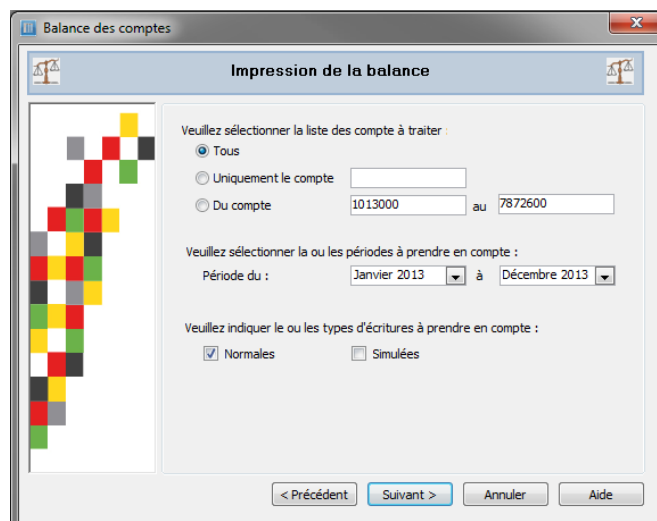 Balance des comptes
Impression de la balance
Veuillez sélectionner la liste des compte à traiter :
Tous
Uniquement le compte
Du compte 1013000 au 7872600
Veuillez sélectionner la ou les périodes à prendre en compte :
Période du : Janvier 2013 à Décembre 2013
Veuillez indiquer le ou les types d'écritures à prendre en compte :
Normales Simulées
< Précédent Suivant > Annuler Aide